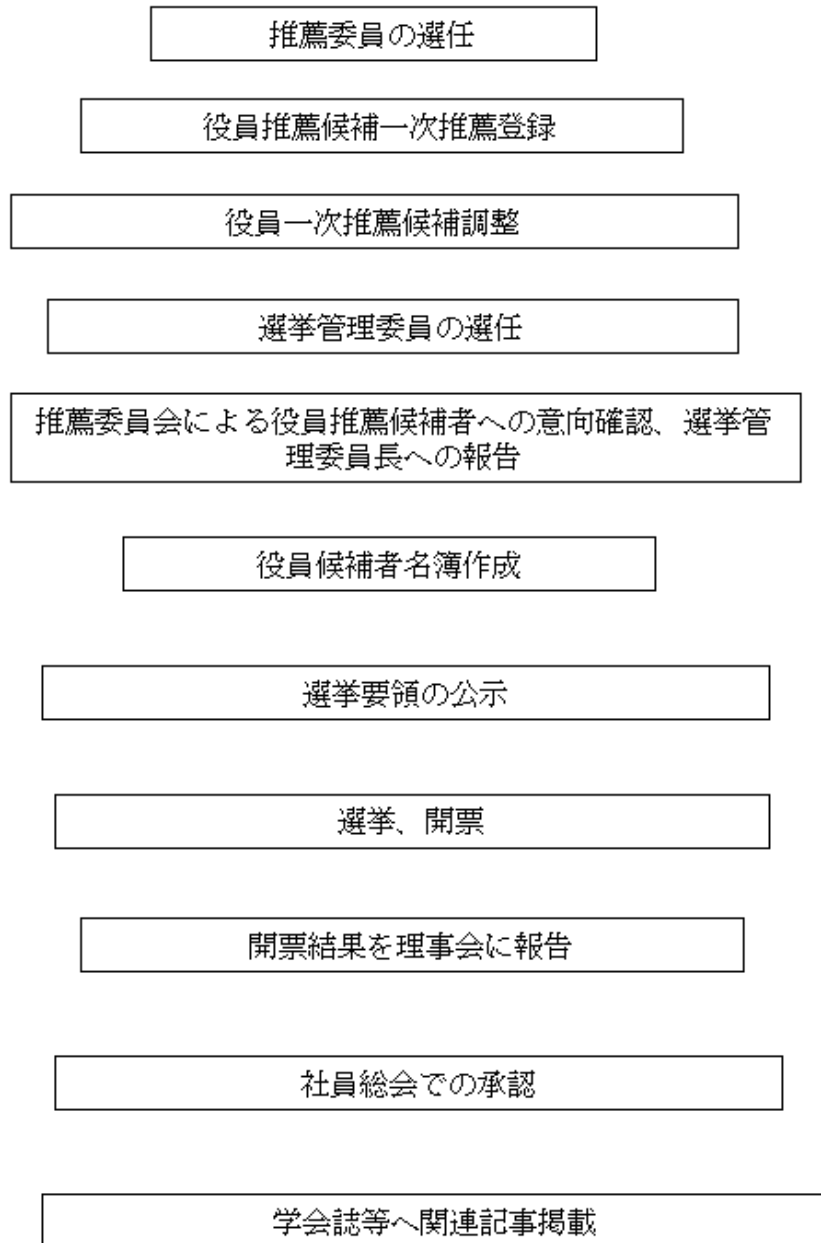 推薦委員の選任
役員推薦候補一次推薦登録
役員一次推薦候補調整
選挙管理委員の選任
推薦委員会による役員推薦候補者への意向確認、選挙管
理委員長への報告
役員候補者名簿作成
選挙要領の公示
選挙、開票
開票結果を理事会に報告
社員総会での承認
学会誌等へ関連記事掲載